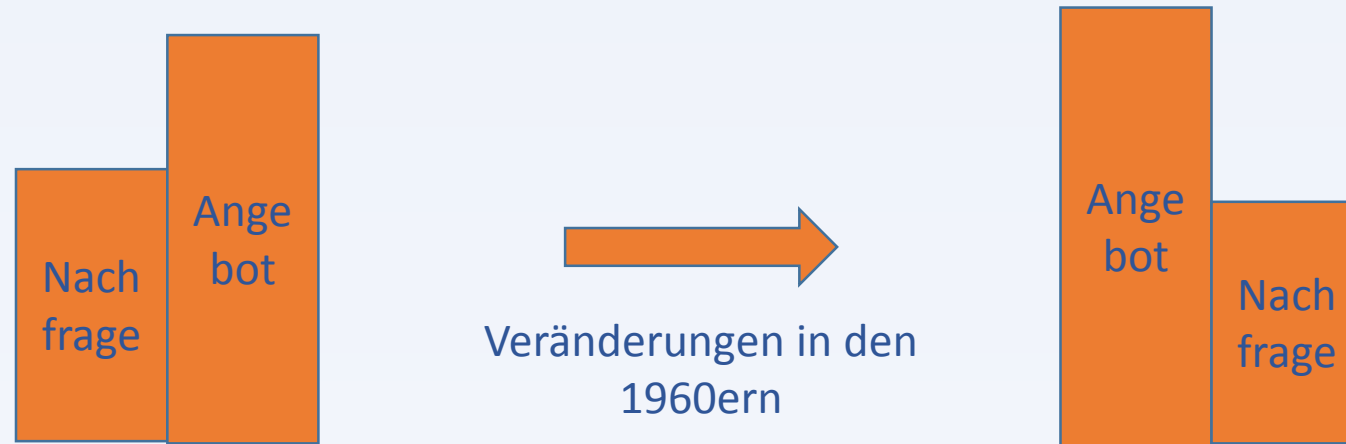 Nach
frage
Ange
bot
Veränderungen in den
1960ern
Ange
bot
Nach
frage